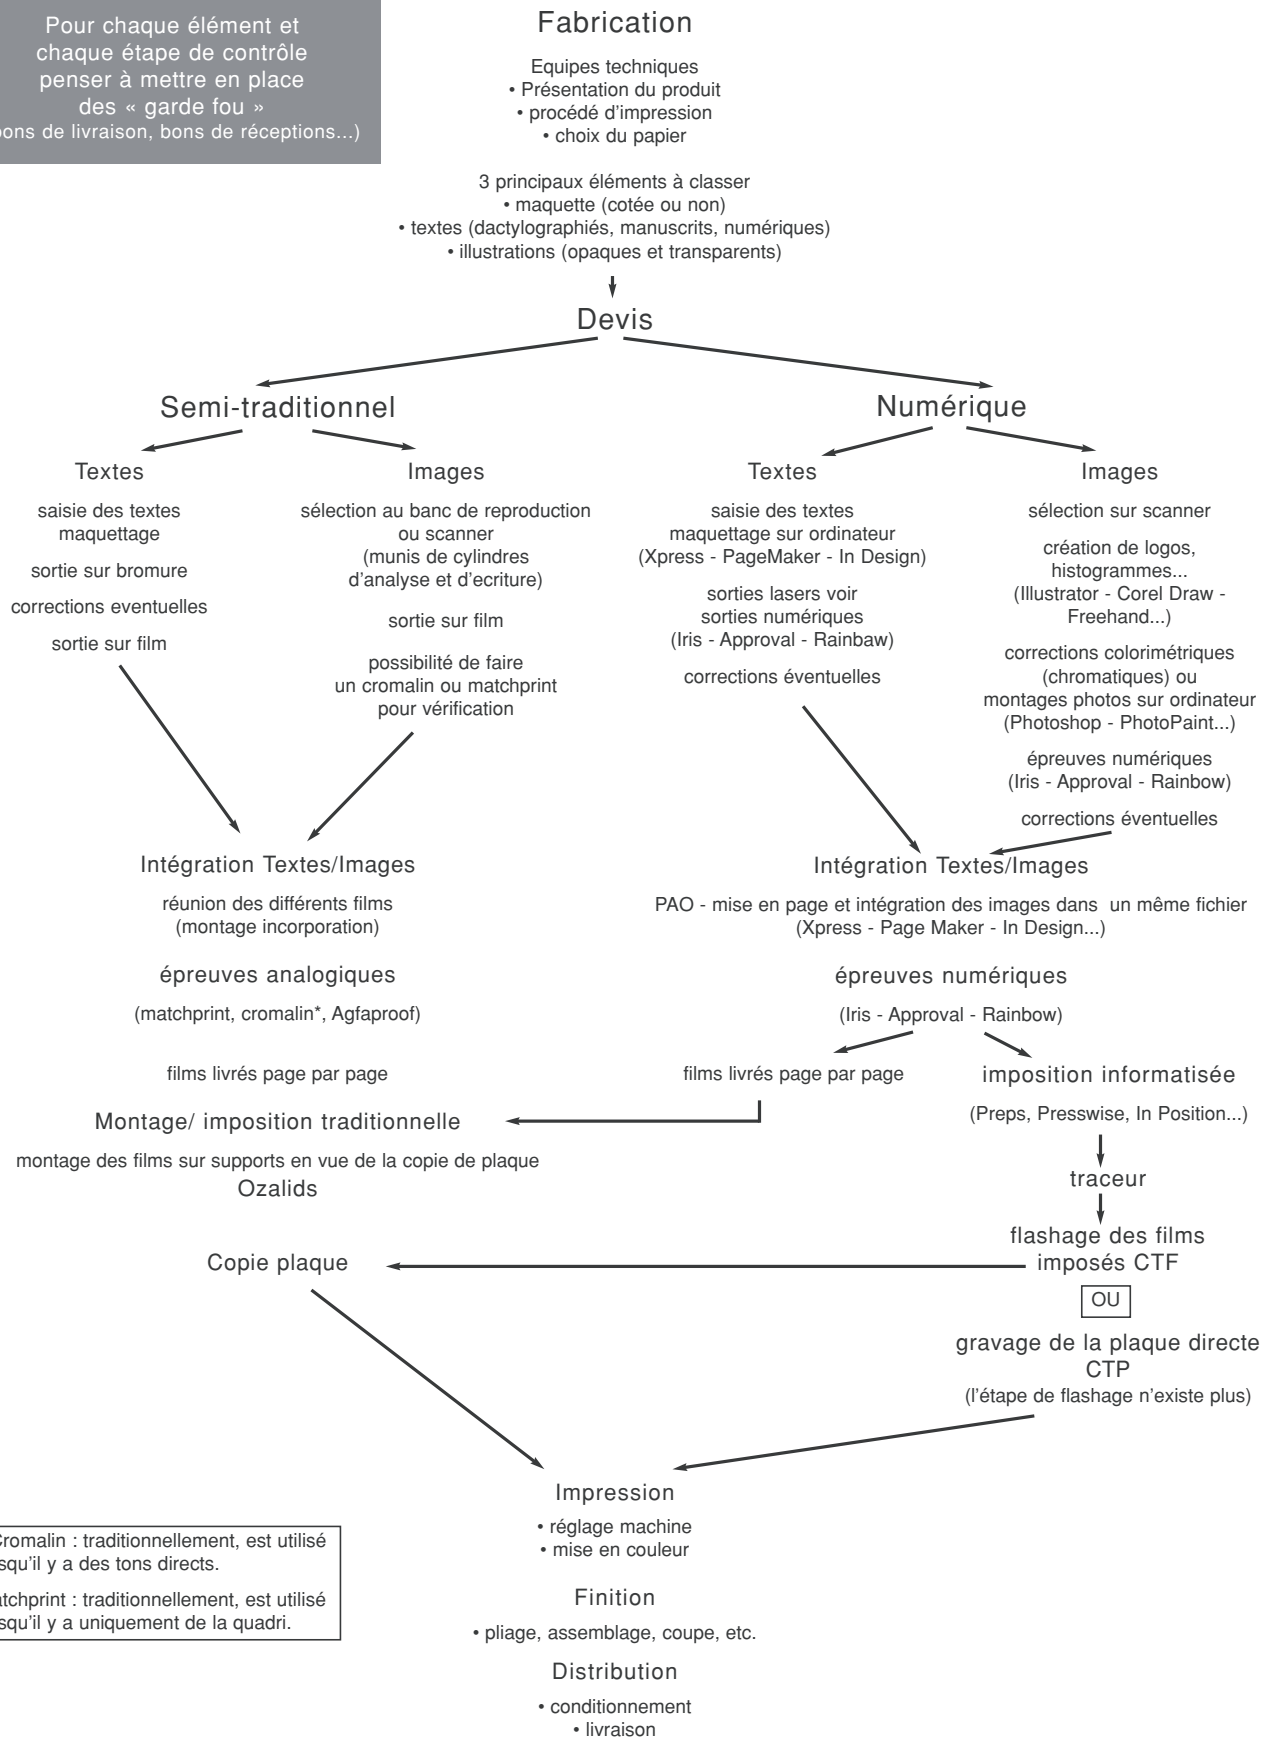 Pour chaque élément et
chaque étape de contrôle
penser à mettre en place
des « garde fou »
de livraison, bons de réceptions...)
Fabrication
Equipes techniques
• Présentation du produit
• procédé d'impression
• choix du papier
3 principaux éléments à classer
• maquette (cotée ou non)
• textes (dactylographiés, manuscrits, numériques)
• illustrations (opaques et transparents)
Devis
Semi-traditionnel
Textes
saisie des textes
maquettage
sortie sur bromure
corrections eventuelles
sortie sur film
Images
sélection au banc de reproduction
ou scanner
(munis de cylindres
d'analyse et d'ecriture)
sortie sur film
possibilité de faire
un cromalin ou matchprint
pour vérification
Intégration Textes/Images
réunion des différents films
(montage incorporation)
épreuves analogiques
(matchprint, cromalin*, Agfaproof)
films livrés page par page
Montage/ imposition traditionnelle
montage des films sur supports en vue de la copie de plaque
Ozalids
Copie plaque
Numérique
Textes
saisie des textes
maquettage sur ordinateur
(Xpress - PageMaker - In Design)
sorties lasers voir
sorties numériques
(Iris - Approval - Rainbaw)
corrections éventuelles
Images
sélection sur scanner
création de logos,
histogrammes...
(Illustrator - Corel Draw -
Freehand...)
corrections colorimétriques
(chromatiques) ou
montages photos sur ordinateur
(Photoshop - PhotoPaint...)
épreuves numériques
(Iris - Approval - Rainbow)
corrections éventuelles
Intégration Textes/Images
PAO - mise en page et intégration des images dans un même fichier
(Xpress - Page Maker - In Design...)
épreuves numériques
(Iris - Approval - Rainbow)
films livrés page par page
imposition informatisée
(Preps, Presswise, In Position...)
traceur
flashage des films
imposés CTF
OU
gravage de la plaque directe
CTP
(l'étape de flashage n'existe plus)
Impression
• réglage machine
• mise en couleur
Finition
• pliage, assemblage, coupe, etc.
Distribution
• conditionnement
• livraison
Cromalin : traditionnellement, est utilisé
qu'il y a des tons directs.
: traditionnellement, est utilisé
qu'il y a uniquement de la quadri.